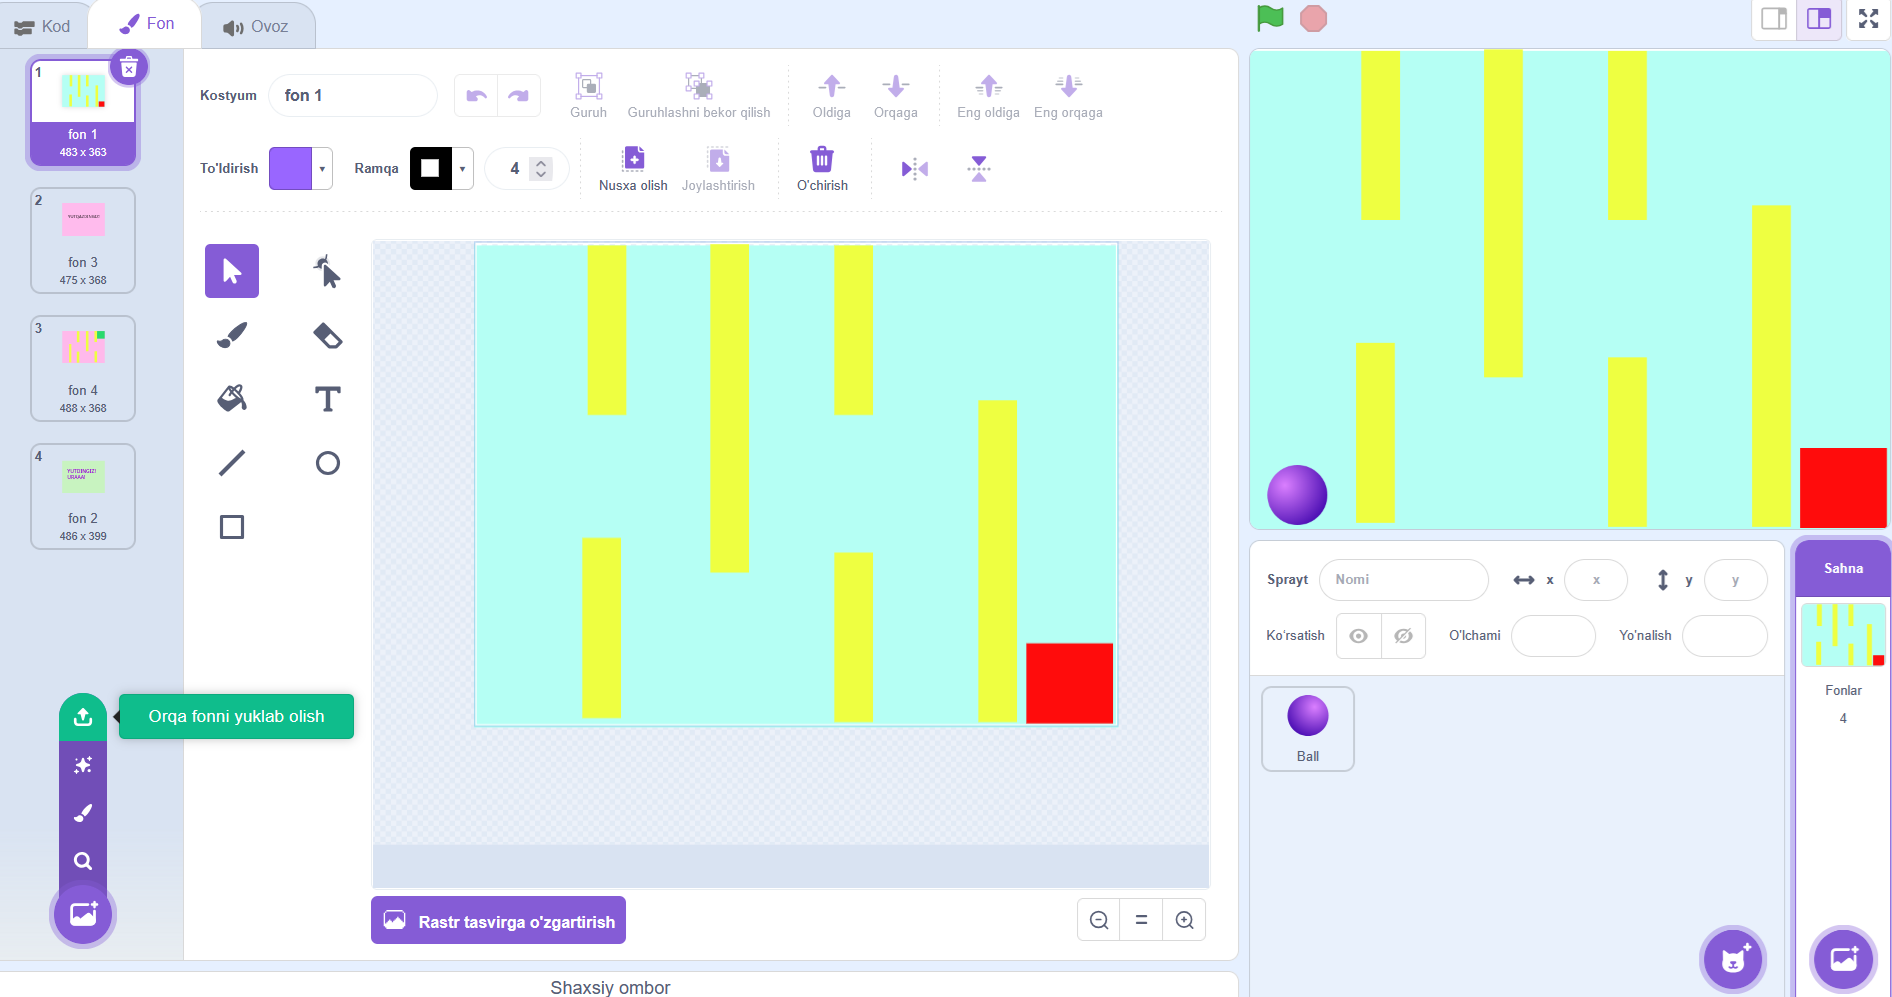 Kod
Fon
Ovoz
1
fon 1
483 x 363
2
YUTQAZDINGIZ!
fon 3
475 x 368
3
fon 4
488 x 368
4
YUTDINGIZ!
URAAA!
fon 2
486 x 399
Orqa fonni yuklab olish
Kostyum
fon 1
Guruh
Guruhlashni bekor qilish
Oldiga
Orqaga
Eng oldiga
Eng orqaga
To'ldirish
Ramqa
4
Nusxa olish
Joylashtirish
O'chirish
Rastr tasvirga o'zgartirish
Shaxsiy ombor
Sprayt
Nomi
x
x
y
y
Ko‘rsatish
O'lchami
Yo'nalish
Ball
Sahna
Fonlar
4